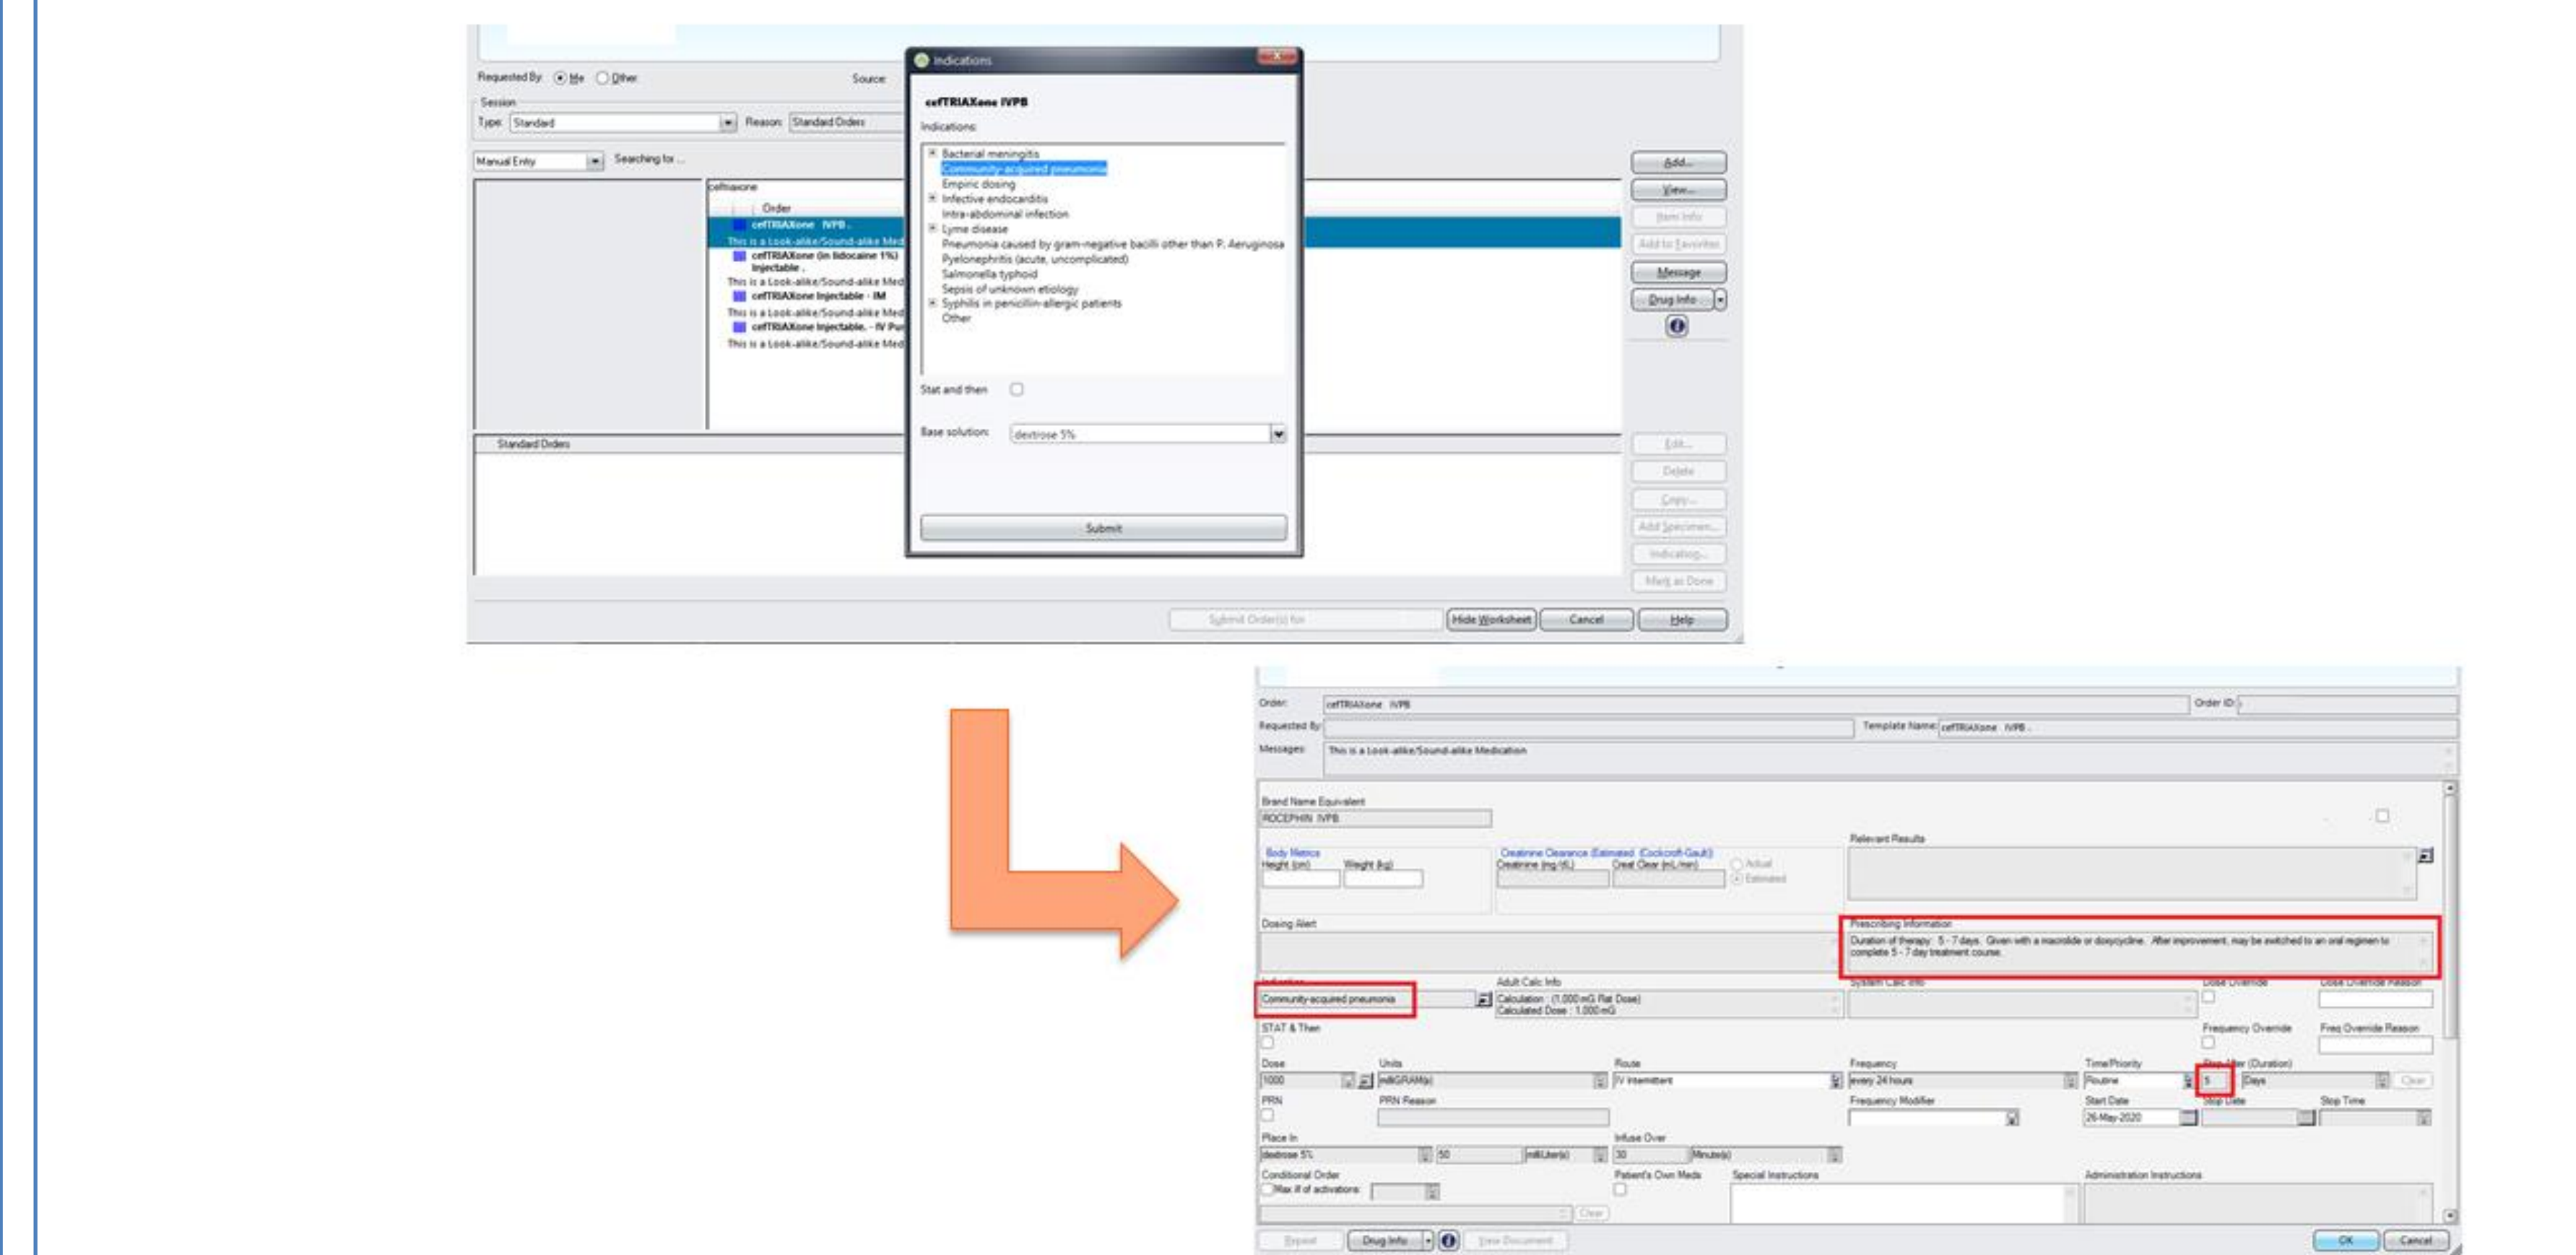 Requested By: Me Other: Source:
Session
Type: Standard Reason: Standard Orders
Manual Entry Searching for ...
ceftriaxone
Order
cefTRIAXone IVPB .
This is a Look-alike/Sound-alike Med
cefTRIAXone (in lidocaine 1%)
Injectable .
This is a Look-alike/Sound-alike Med
cefTRIAXone Injectable - IM
This is a Look-alike/Sound-alike Med
cefTRIAXone Injectable. - IV Pu
This is a Look-alike/Sound-alike Med
Standard Orders
Indications
cefTRIAXone IVPB
Indications:
Bacterial meningitis
Community-acquired pneumonia
Empiric dosing
Infective endocarditis
Intra-abdominal infection
Lyme disease
Pneumonia caused by gram-negative bacilli other than P. Aeruginosa
Pyelonephritis (acute, uncomplicated)
Salmonella typhoid
Sepsis of unknown etiology
Syphilis in penicillin-allergic patients
Other
Stat and then
Base solution: dextrose 5%
Submit
Add...
View...
Item Info
Add to Favorites
Message
Drug Info
Edit...
Delete
Copy...
Add Specimen...
Mark as Done
Submit Order(s) for Hide Worksheet Cancel Help
Order: cefTRIAXone IVPB Order ID:
Requested By: Template Name: cefTRIAXone IVPB .
Messages: This is a Look-alike/Sound-alike Medication
Brand Name Equivalent
ROCEPHIN IVPB
Relevant Results
Body Metrics Creatinine Clearance (Estimated (Cockcroft-Gault))
Height (cm) Weight (kg) Creatinine (mg/dL) Creat Clear (mL/min) Actual
Estimated
Dosing Alert Prescribing Information
Duration of therapy: 5 - 7 days. Given with a macrolide or doxycycline. After improvement, may be switched to an oral regimen to
complete 5 - 7 day treatment course.
Indication Adult Calc Info System Calc Info Dose Override Dose Override Reason
Community-acquired pneumonia Calculation : (1,000 mG Flat Dose)
Calculated Dose : 1,000 mG
STAT & Then Frequency Override Freq Override Reason
Dose Units Route Frequency Time/Priority Stop After (Duration)
1000 milliGRAM(s) IV Intermittent every 24 hours Routine 5 Days Clear
PRN PRN Reason Frequency Modifier Start Date Stop Date Stop Time
26-May-2020
Place In Infuse Over
dextrose 5% 50 milliLiter(s) 30 Minute(s)
Conditional Order Patient's Own Meds Special Instructions Administration Instructions
Max # of activations:
Clear
Repeat Drug Info View Document OK Cancel